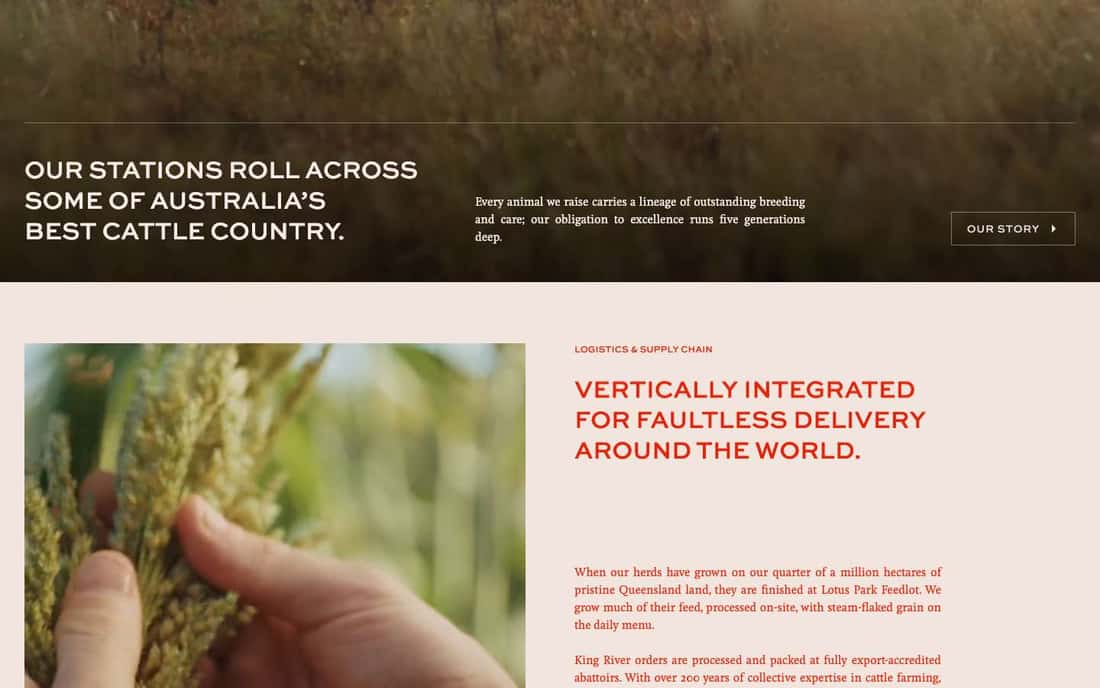 OUR STATIONS ROLL ACROSS
SOME OF AUSTRALIA’S
BEST CATTLE COUNTRY.
Every animal we raise carries a lineage of outstanding breeding
and care; our obligation to excellence runs five generations
deep.
OUR STORY
LOGISTICS & SUPPLY CHAIN
VERTICALLY INTEGRATED
FOR FAULTLESS DELIVERY
AROUND THE WORLD.
When our herds have grown on our quarter of a million hectares of
pristine Queensland land, they are finished at Lotus Park Feedlot. We
grow much of their feed, processed on-site, with steam-flaked grain on
the daily menu.
King River orders are processed and packed at fully export-accredited
abattoirs. With over 200 years of collective expertise in cattle farming,